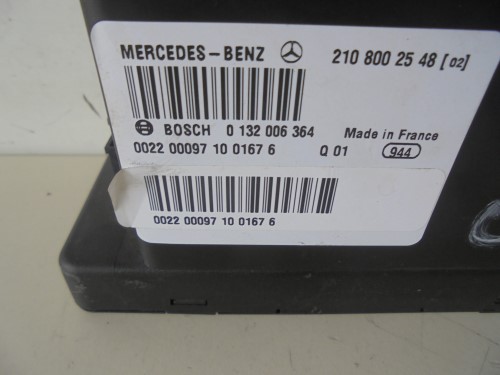 MERCEDES-BENZ 210 800 25 48 [02]
BOSCH 0 132 006 364 Made in France
0022 00097 10 0167 6 Q 01 944
0022 00097 10 0167 6